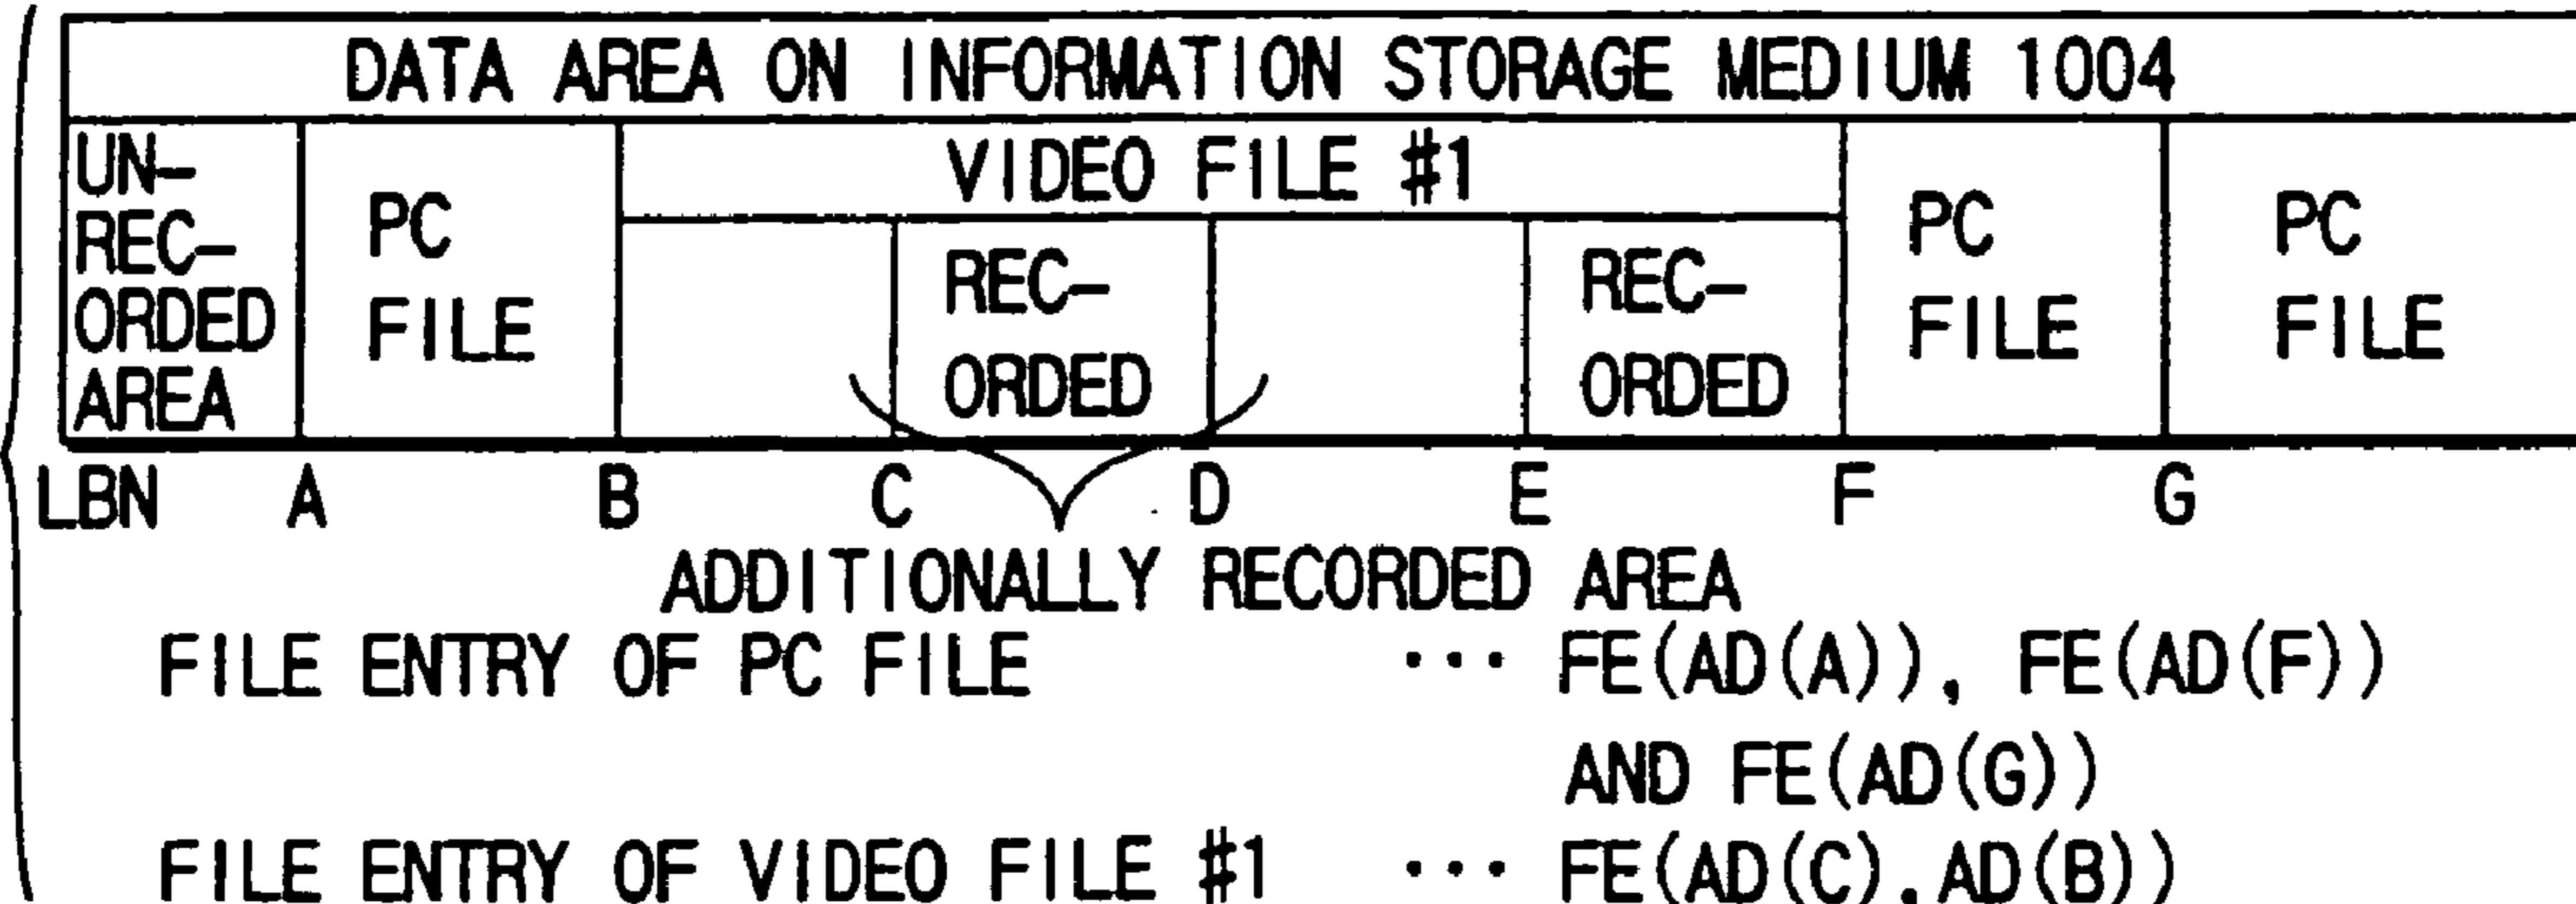 DATA AREA ON INFORMATION STORAGE MEDIUM 1004
UN-
REC-
ORDED
AREA
PC
FILE
VIDEO FILE #1
REC-
ORDED
REC-
ORDED
PC
FILE
PC
FILE
LBN A B C D E F G
ADDITIONALLY RECORDED AREA
FILE ENTRY OF PC FILE ··· FE(AD(A)), FE(AD(F))
AND FE(AD(G))
FILE ENTRY OF VIDEO FILE #1 ··· FE(AD(C),AD(B))